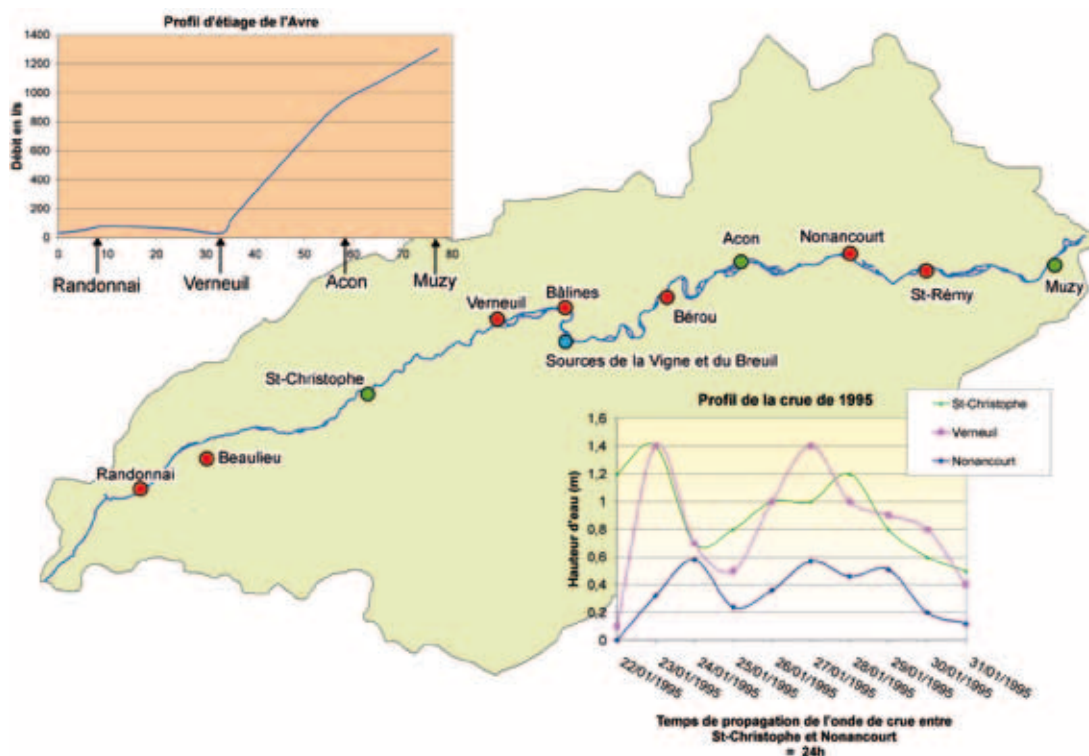 Profil d'étiage de l'Avre
1400
1200
1000
800
600
400
200
0
Débit en l/s
0 10 20 30 40 50 60 70 80
Randonnai Verneuil Acon Muzy
Acon
Nonancourt
St-Rémy
Muzy
Verneuil
Bâlines
Bérou
Sources de la Vigne et du Breuil
St-Christophe
Beaulieu
Randonnai
Profil de la crue de 1995
St-Christophe
Verneuil
Nonancourt
1,6
1,4
1,2
1
0,8
0,6
0,4
0,2
0
Hauteur d'eau (m)
22/01/1995
23/01/1995
24/01/1995
25/01/1995
26/01/1995
27/01/1995
28/01/1995
29/01/1995
30/01/1995
31/01/1995
Temps de propagation de l'onde de crue entre
St-Christophe et Nonancourt
= 24h